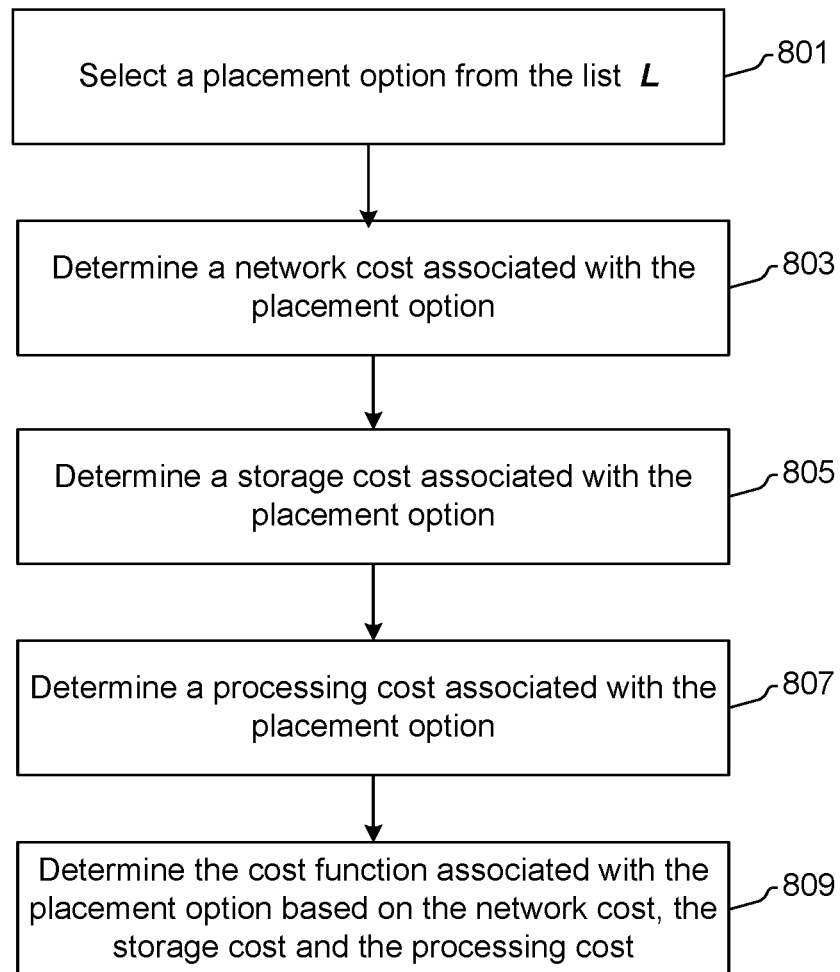 Select a placement option from the list L
801
Determine a network cost associated with the
placement option
803
Determine a storage cost associated with the
placement option
805
Determine a processing cost associated with the
placement option
807
Determine the cost function associated with the
placement option based on the network cost, the
storage cost and the processing cost
809